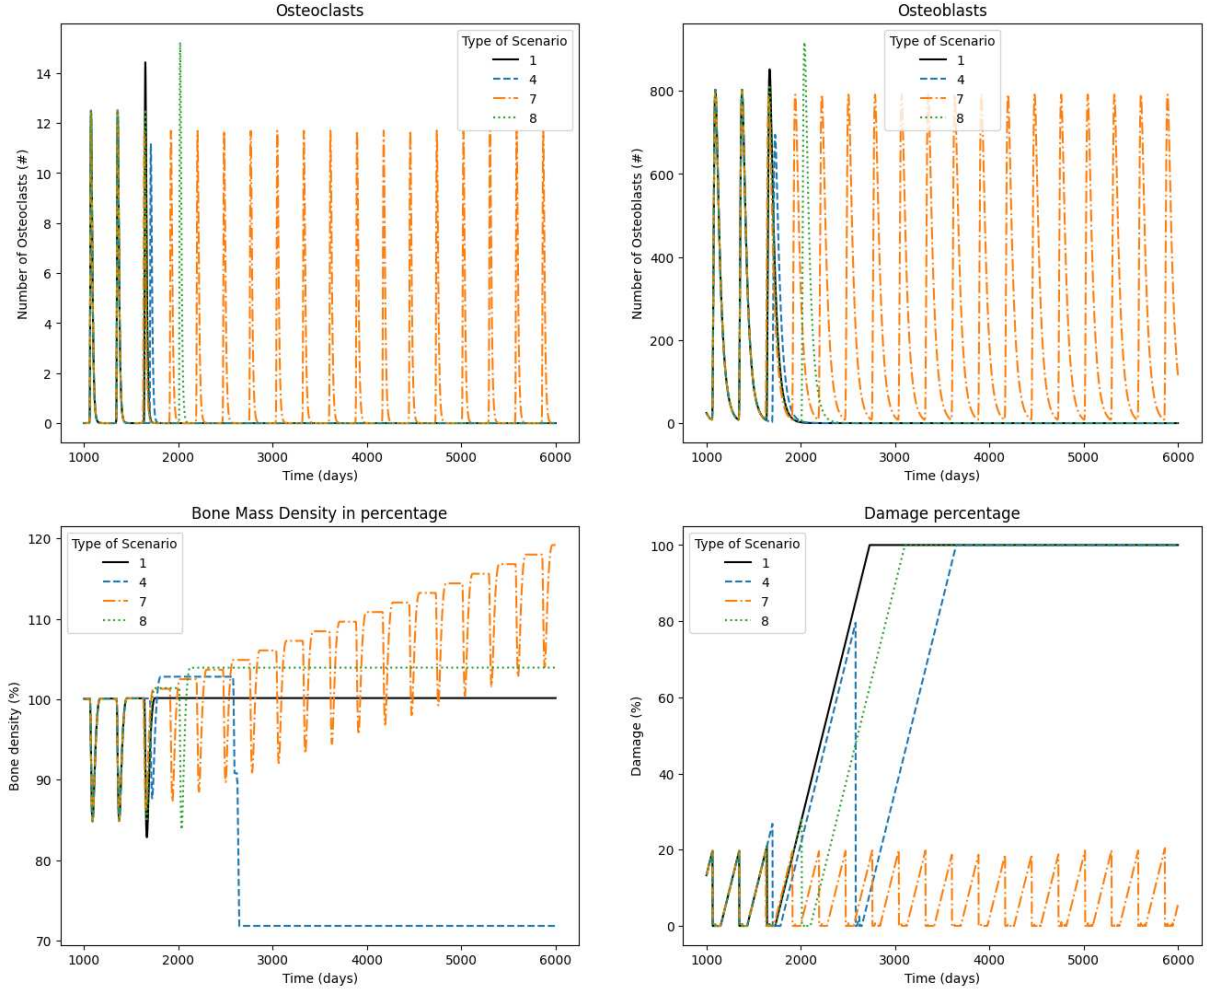 Osteoclasts
Type of Scenario
1
4
7
8
Number of Osteoclasts (#)
14
12
10
8
6
4
2
0
1000 2000 3000 4000 5000 6000
Time (days)
Osteoblasts
Type of Scenario
1
4
7
8
Number of Osteoblasts (#)
800
600
400
200
0
1000 2000 3000 4000 5000 6000
Time (days)
Bone Mass Density in percentage
Type of Scenario
1
4
7
8
Bone density (%)
120
110
100
90
80
70
1000 2000 3000 4000 5000 6000
Time (days)
Damage percentage
Type of Scenario
1
4
7
8
Damage (%)
100
80
60
40
20
0
1000 2000 3000 4000 5000 6000
Time (days)